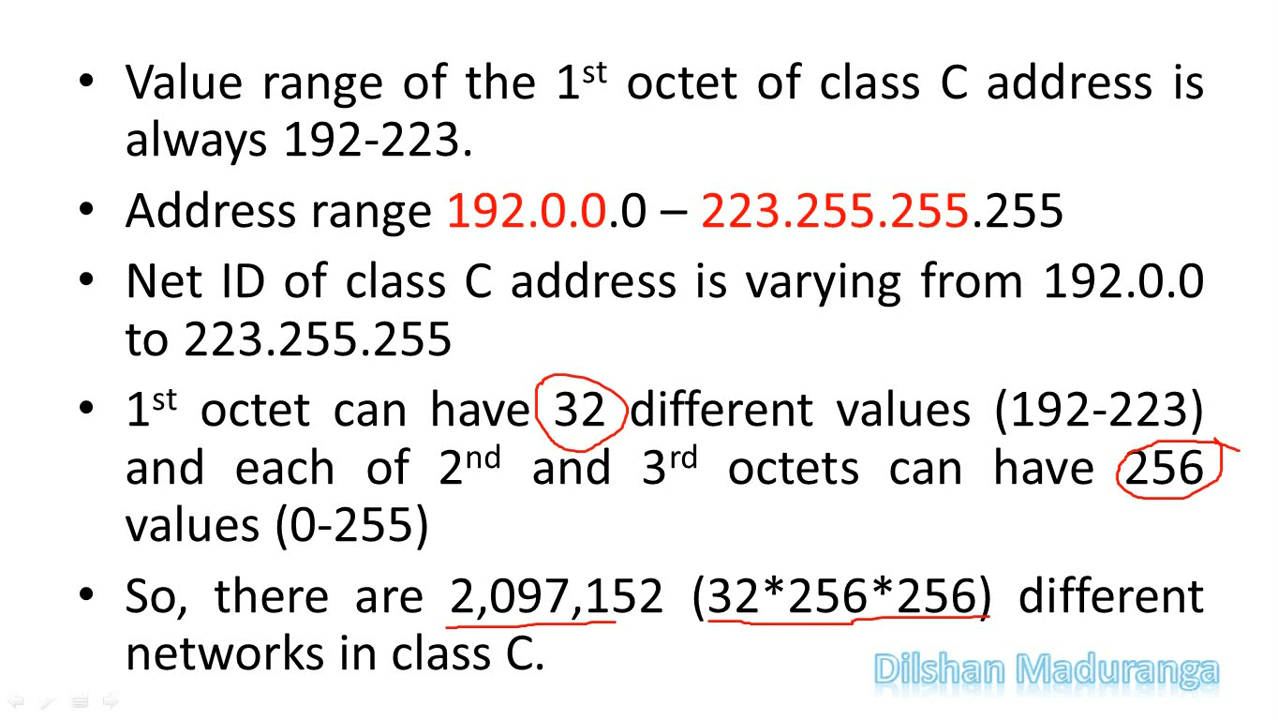 • Value range of the 1st octet of class C address is
always 192-223.
• Address range 192.0.0.0 – 223.255.255.255
• Net ID of class C address is varying from 192.0.0
to 223.255.255
• 1st octet can have 32 different values (192-223)
and each of 2nd and 3rd octets can have 256
values (0-255)
• So, there are 2,097,152 (32*256*256) different
networks in class C.
Dilshan Maduranga